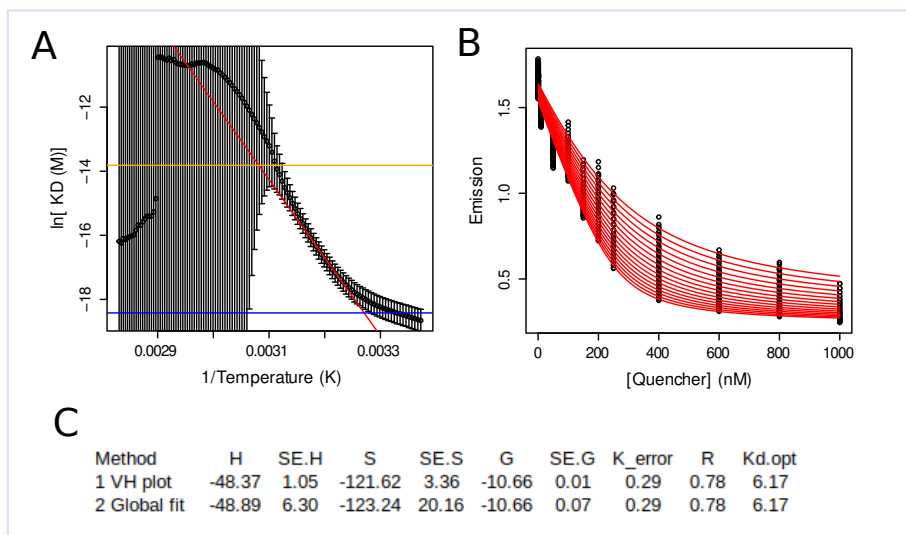 A
ln[ KD (M)]
-12
-14
-16
-18
0.0029 0.0031 0.0033
1/Temperature (K)
B
Emission
1.5
1.0
0.5
0 200 400 600 800 1000
[Quencher] (nM)
C
Method H SE.H S SE.S G SE.G K_error R Kd.opt
1 VH plot -48.37 1.05 -121.62 3.36 -10.66 0.01 0.29 0.78 6.17
2 Global fit -48.89 6.30 -123.24 20.16 -10.66 0.07 0.29 0.78 6.17